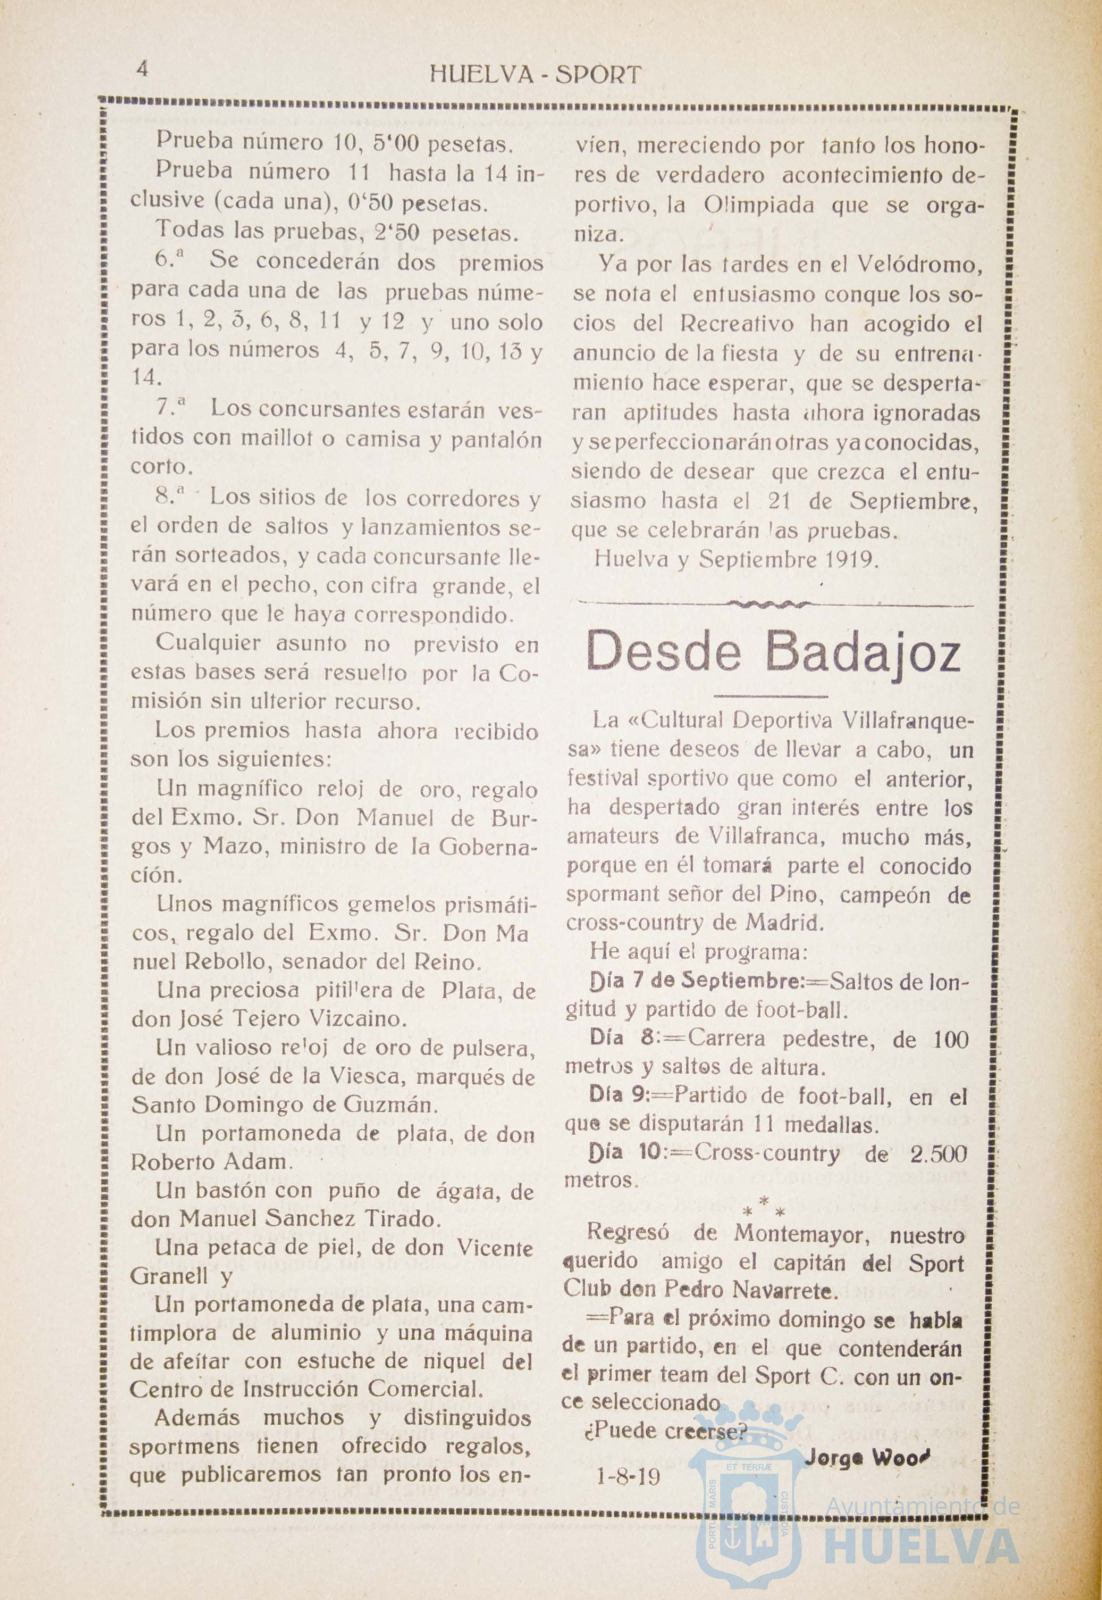 4
HUELVA - SPORT
Prueba número 10, 5‘00 pesetas.
Prueba número 11 hasta la 14 in-
clusive (cada una), 0‘50 pesetas.
Todas las pruebas, 2‘50 pesetas.
6.ª Se concederán dos premios
para cada una de las pruebas núme-
ros 1, 2, 3, 6, 8, 11 y 12 y uno solo
para los números 4, 5, 7, 9, 10, 13 y
14.
7.ª Los concursantes estarán ves-
tidos con maillot o camisa y pantalón
corto.
8.ª Los sitios de los corredores y
el orden de saltos y lanzamientos se-
rán sorteados, y cada concursante lle-
vará en el pecho, con cifra grande, el
número que le haya correspondido.
Cualquier asunto no previsto en
estas bases será resuelto por la Co-
misión sin ulterior recurso.
Los premios hasta ahora recibido
son los siguientes:
Un magnífico reloj de oro, regalo
del Exmo. Sr. Don Manuel de Bur-
gos y Mazo, ministro de la Goberna-
ción.
Unos magníficos gemelos prismáti-
cos, regalo del Exmo. Sr. Don Ma
nuel Rebollo, senador del Reino.
Una preciosa pitillera de Plata, de
don José Tejero Vizcaino.
Un valioso reloj de oro de pulsera,
de don José de la Viesca, marqués de
Santo Domingo de Guzmán.
Un portamoneda de plata, de don
Roberto Adam.
Un bastón con puño de ágata, de
don Manuel Sanchez Tirado.
Una petaca de piel, de don Vicente
Granell y
Un portamoneda de plata, una cam-
timplora de aluminio y una máquina
de afeitar con estuche de niquel del
Centro de Instrucción Comercial.
Además muchos y distinguidos
sportmens tienen ofrecido regalos,
que publicaremos tan pronto los en-
víen, mereciendo por tanto los hono-
res de verdadero acontecimiento de-
portivo, la Olimpiada que se orga-
niza.
Ya por las tardes en el Velódromo,
se nota el entusiasmo conque los so-
cios del Recreativo han acogido el
anuncio de la fiesta y de su entrena-
miento hace esperar, que se desperta-
ran aptitudes hasta ahora ignoradas
y se perfeccionarán otras ya conocidas,
siendo de desear que crezca el entu-
siasmo hasta el 21 de Septiembre,
que se celebrarán las pruebas.
Huelva y Septiembre 1919.
Desde Badajoz
La «Cultural Deportiva Villafranque-
sa» tiene deseos de llevar a cabo, un
festival sportivo que como el anterior,
ha despertado gran interés entre los
amateurs de Villafranca, mucho más,
porque en él tomará parte el conocido
spormant señor del Pino, campeón de
cross-country de Madrid.
He aquí el programa:
Día 7 de Septiembre:=Saltos de lon-
gitud y partido de foot-ball.
Día 8:=Carrera pedestre, de 100
metros y saltos de altura.
Día 9:=Partido de foot-ball, en el
que se disputarán 11 medallas.
Día 10:=Cross-country de 2.500
metros.
* * *
Regresó de Montemayor, nuestro
querido amigo el capitán del Sport
Club don Pedro Navarrete.
=Para el próximo domingo se habla
de un partido, en el que contenderán
el primer team del Sport C. con un on-
ce seleccionado
¿Puede creerse?
Jorge Wood
1-8-19
PORTUS MARIS ET TERRÆ CUSTODIA
Ayuntamiento de
HUELVA